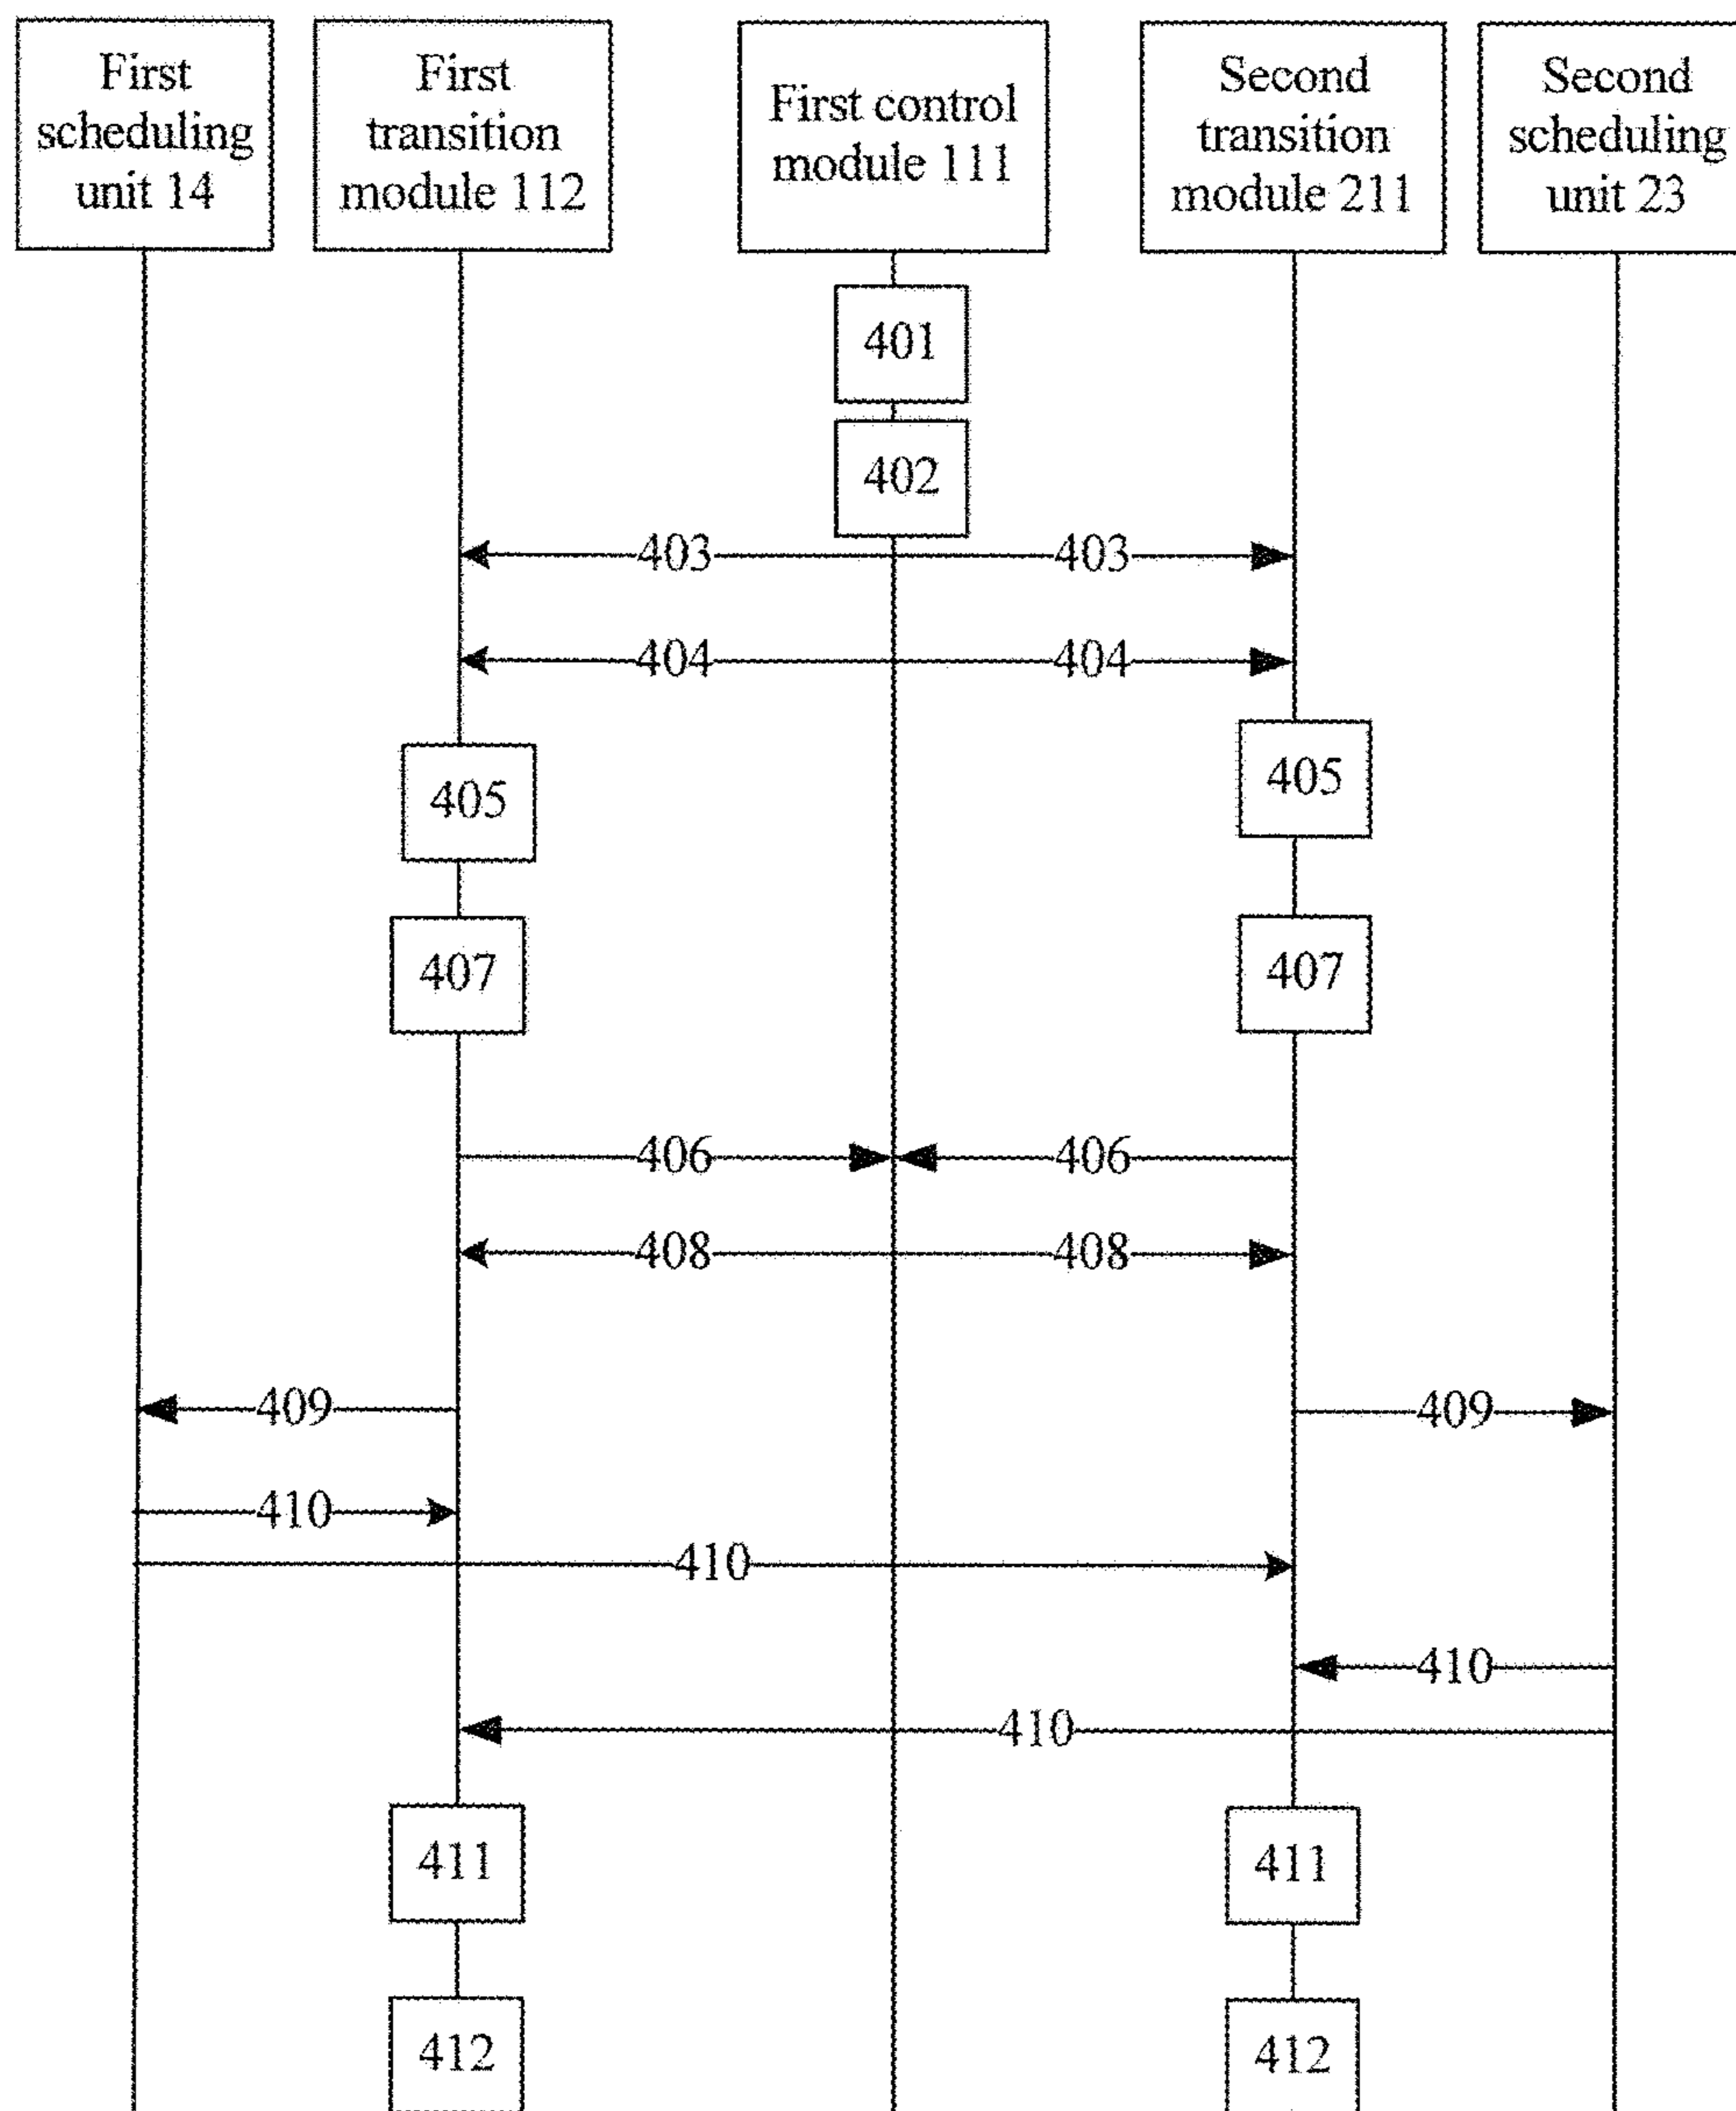 First
scheduling
unit 14
First
transition
module 112
First control
module 111
Second
transition
module 211
Second
scheduling
unit 23
401
402
403 403
404 404
405 405
407 407
406 406
408 408
409 409
410
410
410
410
411 411
412 412